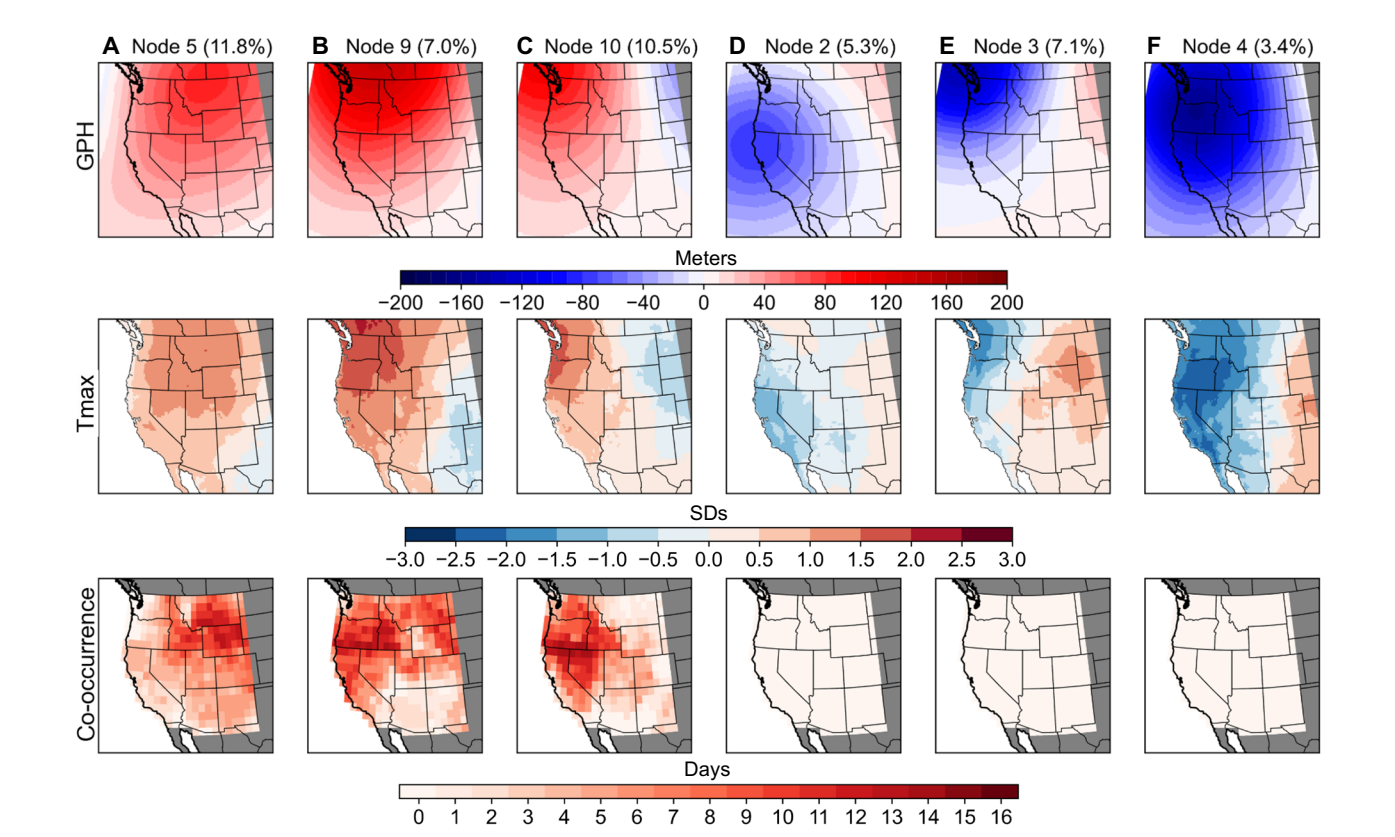 A Node 5 (11.8%) B Node 9 (7.0%) C Node 10 (10.5%) D Node 2 (5.3%) E Node 3 (7.1%) F Node 4 (3.4%)
GPH
Meters
−200 −160 −120 −80 −40 0 40 80 120 160 200
Tmax
SDs
−3.0 −2.5 −2.0 −1.5 −1.0 −0.5 0.0 0.5 1.0 1.5 2.0 2.5 3.0
Co-occurrence
Days
0 1 2 3 4 5 6 7 8 9 10 11 12 13 14 15 16